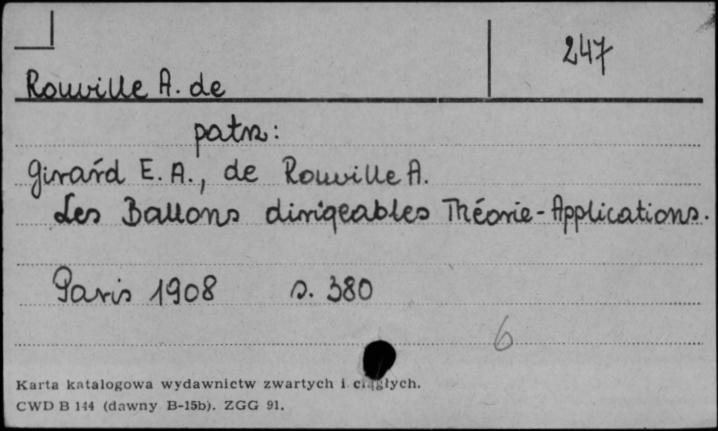 247
Rouville A. de
patrz:
Girard E. A., de Rouville A.
Les Ballons dirigeables Théorie - Applications.
Paris 1908 s. 380
6
Karta katalogowa wydawnictw zwartych i ciągłych.
CWD B 144 (dawny B-15b). ZGG 91.